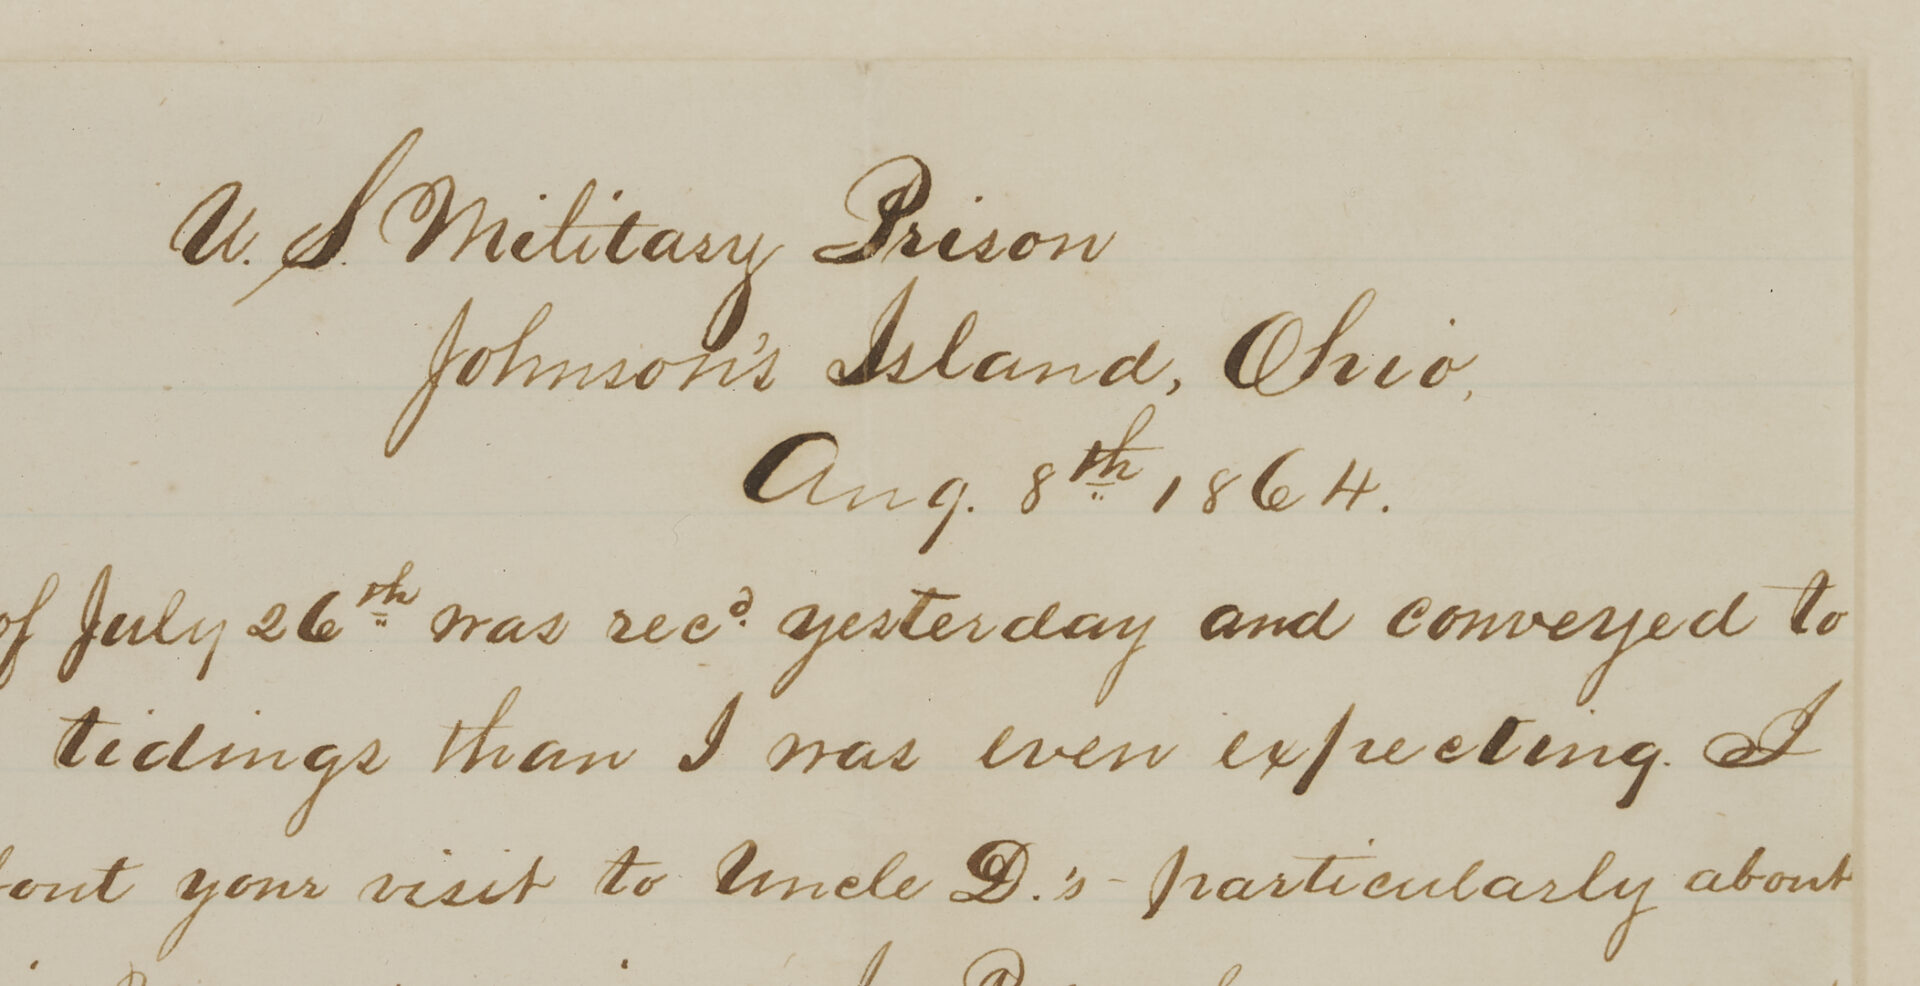 U. S. Military Prison
Johnson's Island, Ohio,
Aug. 8th 1864.
of July 26th was recd. yesterday and conveyed to
tidings than I was even expecting. I
your visit to Uncle D.'s - particularly about